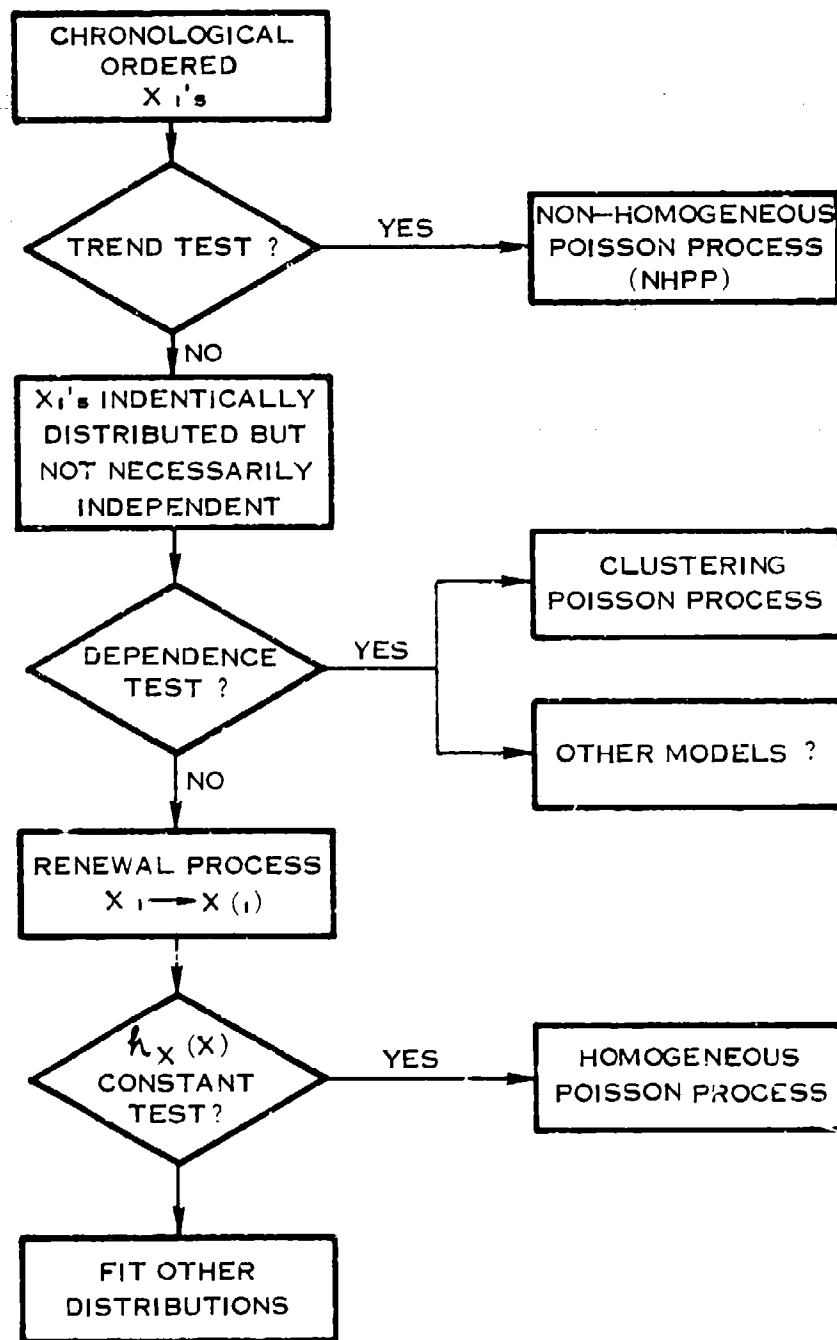 CHRONOLOGICAL
ORDERED
X i's
TREND TEST ?
YES
NON-HOMOGENEOUS
POISSON PROCESS
(NHPP)
NO
Xi's INDENTICALLY
DISTRIBUTED BUT
NOT NECESSARILY
INDEPENDENT
CLUSTERING
POISSON PROCESS
DEPENDENCE
TEST ?
YES
OTHER MODELS ?
NO
RENEWAL PROCESS
X i → X (i)
h X (X)
CONSTANT
TEST?
YES
HOMOGENEOUS
POISSON PROCESS
FIT OTHER
DISTRIBUTIONS